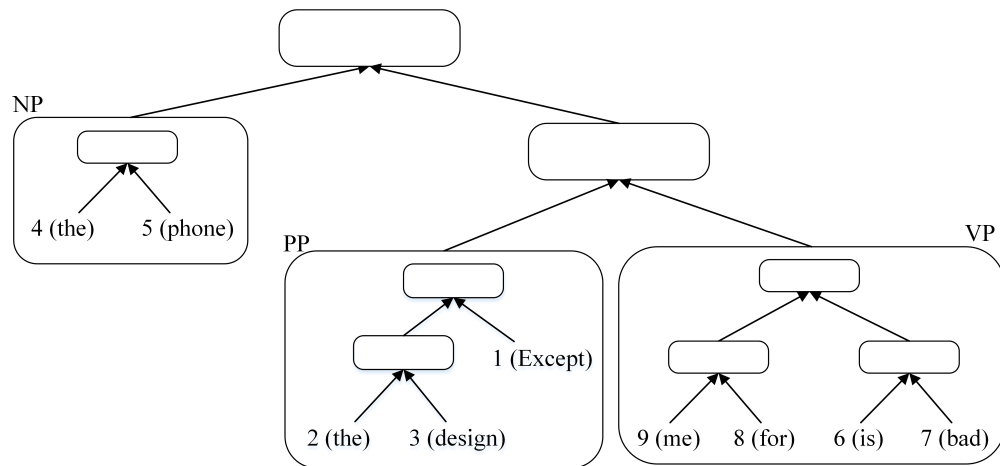 NP
4 (the) 5 (phone)
PP
VP
1 (Except)
2 (the) 3 (design)
9 (me) 8 (for) 6 (is) 7 (bad)